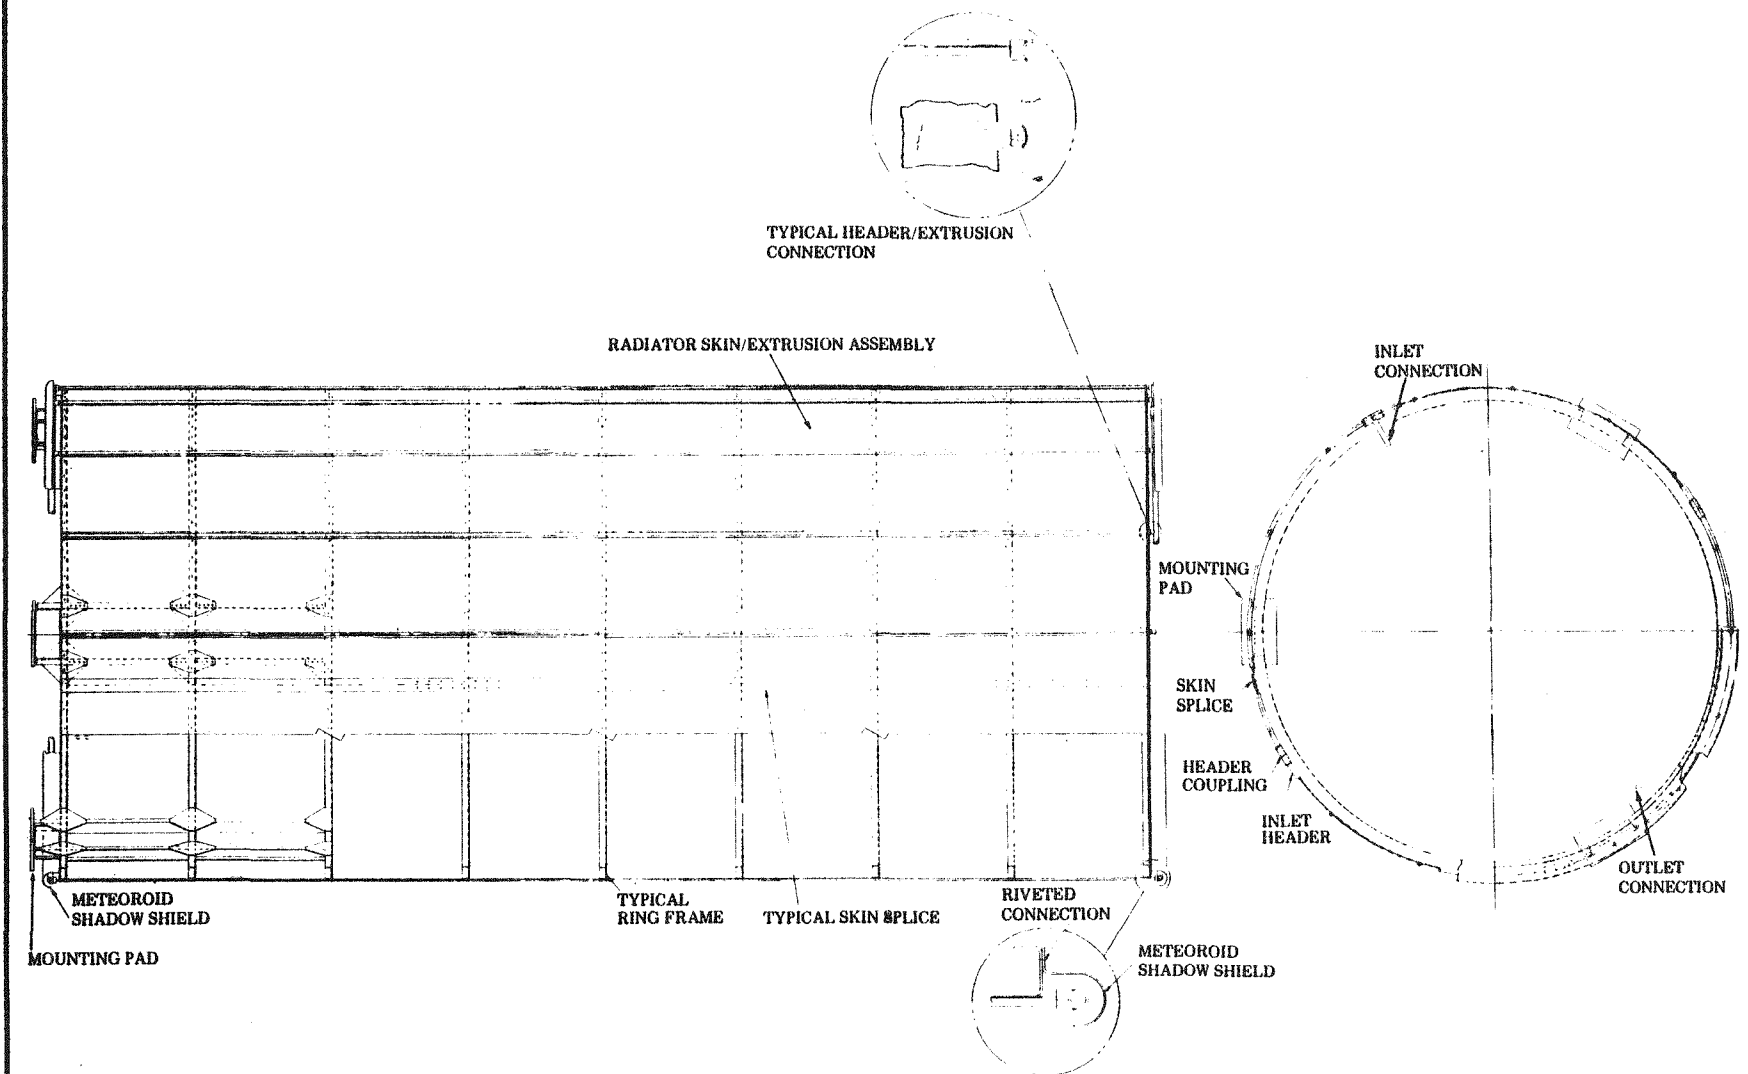 TYPICAL HEADER/EXTRUSION
CONNECTION
RADIATOR SKIN/EXTRUSION ASSEMBLY
INLET
CONNECTION
MOUNTING
PAD
SKIN
SPLICE
HEADER
COUPLING
INLET
HEADER
OUTLET
CONNECTION
METEOROID
SHADOW SHIELD
MOUNTING PAD
TYPICAL
RING FRAME
TYPICAL SKIN SPLICE
RIVETED
CONNECTION
METEOROID
SHADOW SHIELD